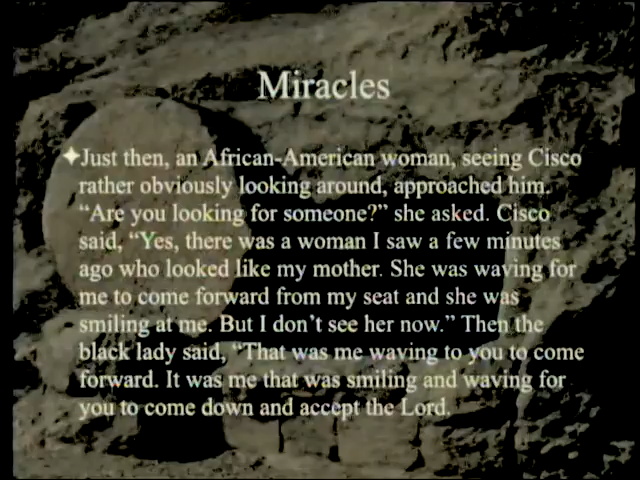 Miracles
✦Just then, an African-American woman, seeing Cisco
rather obviously looking around, approached him.
“Are you looking for someone?” she asked. Cisco
said, “Yes, there was a woman I saw a few minutes
ago who looked like my mother. She was waving for
me to come forward from my seat and she was
smiling at me. But I don’t see her now.” Then the
black lady said, “That was me waving to you to come
forward. It was me that was smiling and waving for
you to come down and accept the Lord.